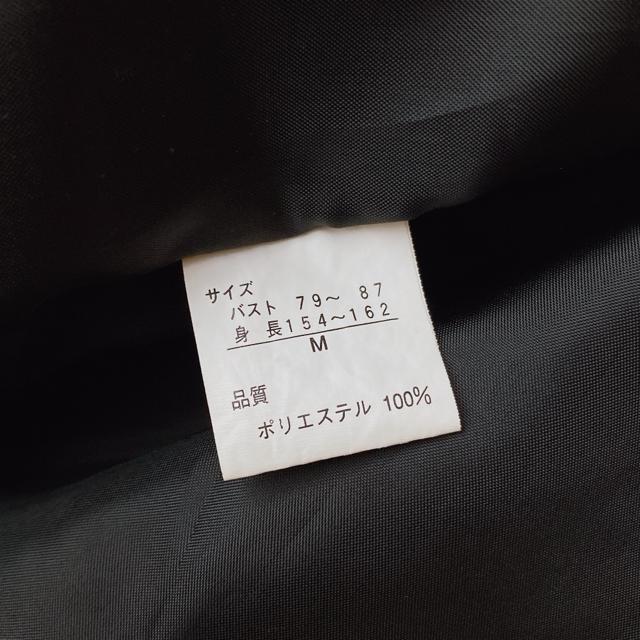 サイズ
バスト 79～ 87
身 長154～162
M
品質
ポリエステル 100%